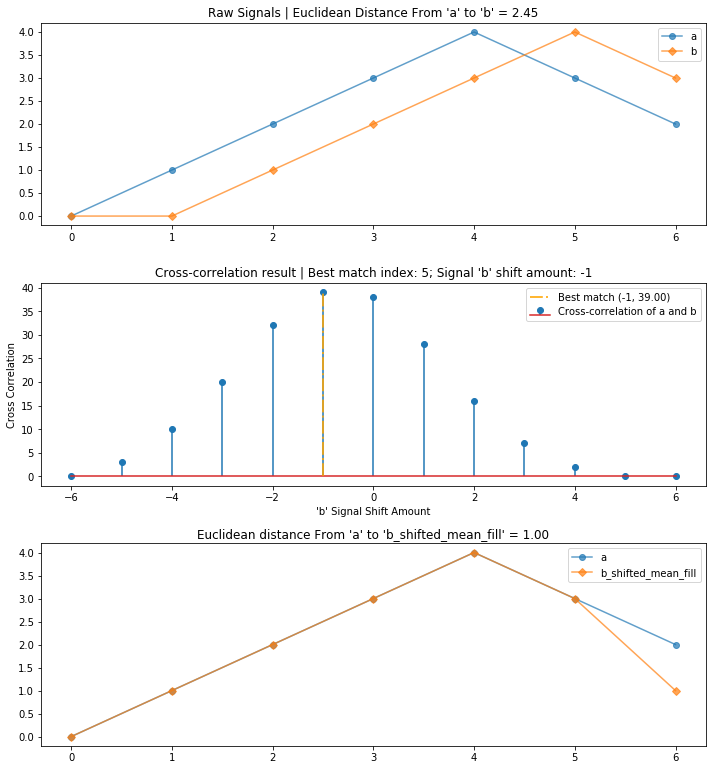 Raw Signals | Euclidean Distance From 'a' to 'b' = 2.45
4.0
3.5
3.0
2.5
2.0
1.5
1.0
0.5
0.0
a
b
0 1 2 3 4 5 6
Cross-correlation result | Best match index: 5; Signal 'b' shift amount: -1
Cross Correlation
40
35
30
25
20
15
10
5
0
Best match (-1, 39.00)
Cross-correlation of a and b
−6 −4 −2 0 2 4 6
'b' Signal Shift Amount
Euclidean distance From 'a' to 'b_shifted_mean_fill' = 1.00
4.0
3.5
3.0
2.5
2.0
1.5
1.0
0.5
0.0
a
b_shifted_mean_fill
0 1 2 3 4 5 6